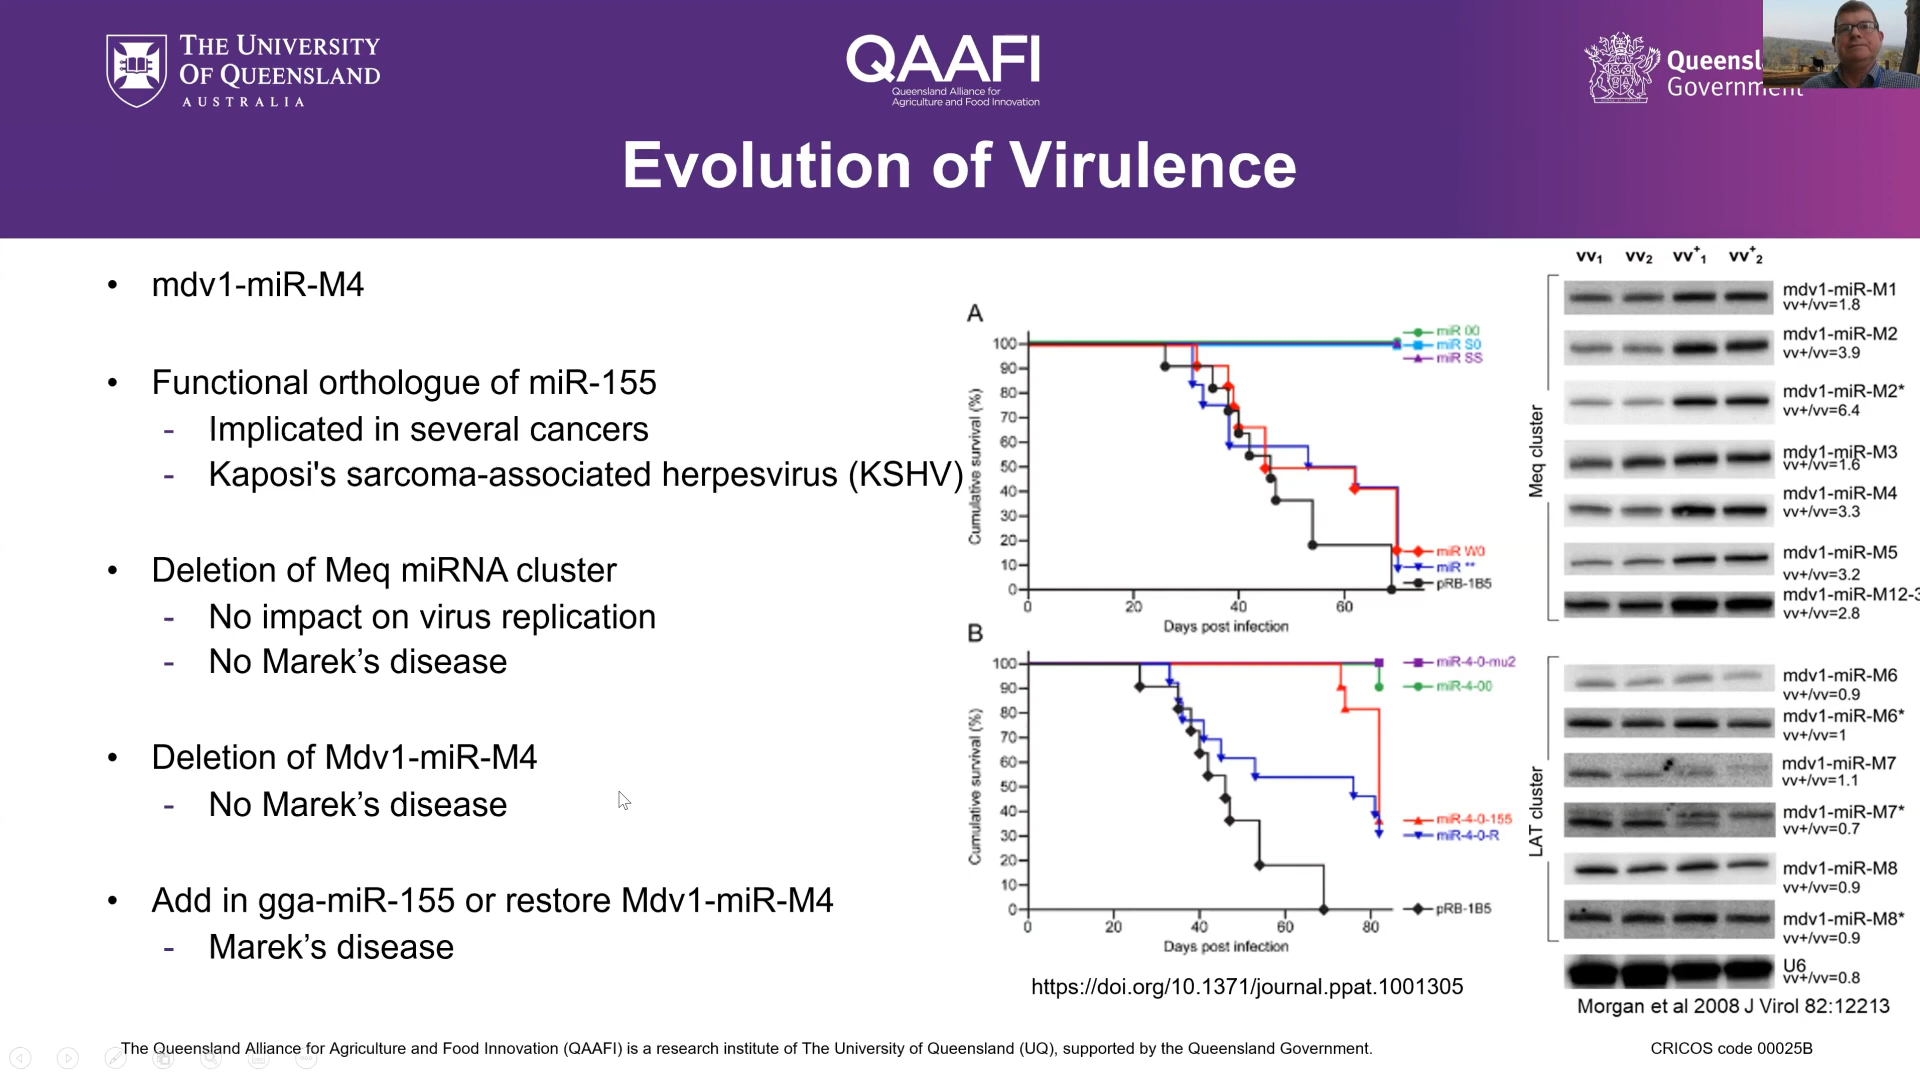 THE UNIVERSITY
OF QUEENSLAND
AUSTRALIA
QAAFI
Queensland Alliance for
Agriculture and Food Innovation
Queensl
Government
Evolution of Virulence
• mdv1-miR-M4
• Functional orthologue of miR-155
- Implicated in several cancers
- Kaposi's sarcoma-associated herpesvirus (KSHV)
• Deletion of Meq miRNA cluster
- No impact on virus replication
- No Marek’s disease
• Deletion of Mdv1-miR-M4
- No Marek’s disease
• Add in gga-miR-155 or restore Mdv1-miR-M4
- Marek’s disease
A
Cumulative survival (%)
100
90
80
70
60
50
40
30
20
10
0
0 20 40 60
Days post infection
miR 00
miR S0
miR SS
miR W0
miR **
pRB-1B5
B
Cumulative survival (%)
100
90
80
70
60
50
40
30
20
10
0
0 20 40 60 80
Days post infection
miR-4-0-mu2
miR-4-00
miR-4-0-155
miR-4-0-R
pRB-1B5
https://doi.org/10.1371/journal.ppat.1001305
vv1 vv2 vv+1 vv+2
Meq cluster
mdv1-miR-M1
vv+/vv=1.8
mdv1-miR-M2
vv+/vv=3.9
mdv1-miR-M2*
vv+/vv=6.4
mdv1-miR-M3
vv+/vv=1.6
mdv1-miR-M4
vv+/vv=3.3
mdv1-miR-M5
vv+/vv=3.2
mdv1-miR-M12-3
vv+/vv=2.8
LAT cluster
mdv1-miR-M6
vv+/vv=0.9
mdv1-miR-M6*
vv+/vv=1
mdv1-miR-M7
vv+/vv=1.1
mdv1-miR-M7*
vv+/vv=0.7
mdv1-miR-M8
vv+/vv=0.9
mdv1-miR-M8*
vv+/vv=0.9
U6
vv+/vv=0.8
Morgan et al 2008 J Virol 82:12213
The Queensland Alliance for Agriculture and Food Innovation (QAAFI) is a research institute of The University of Queensland (UQ), supported by the Queensland Government.
CRICOS code 00025B